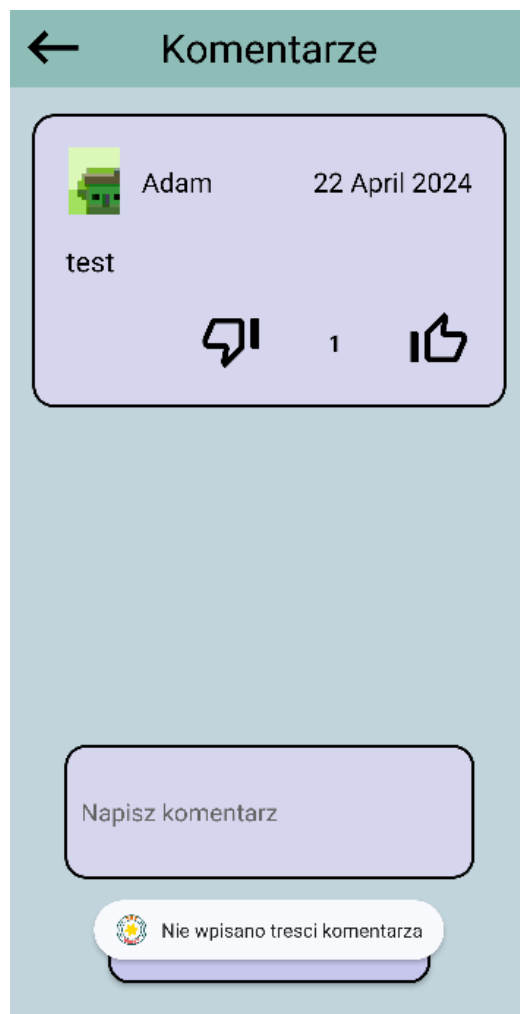 Komentarze
Adam 22 April 2024
test
1
Napisz komentarz
Nie wpisano tresci komentarza